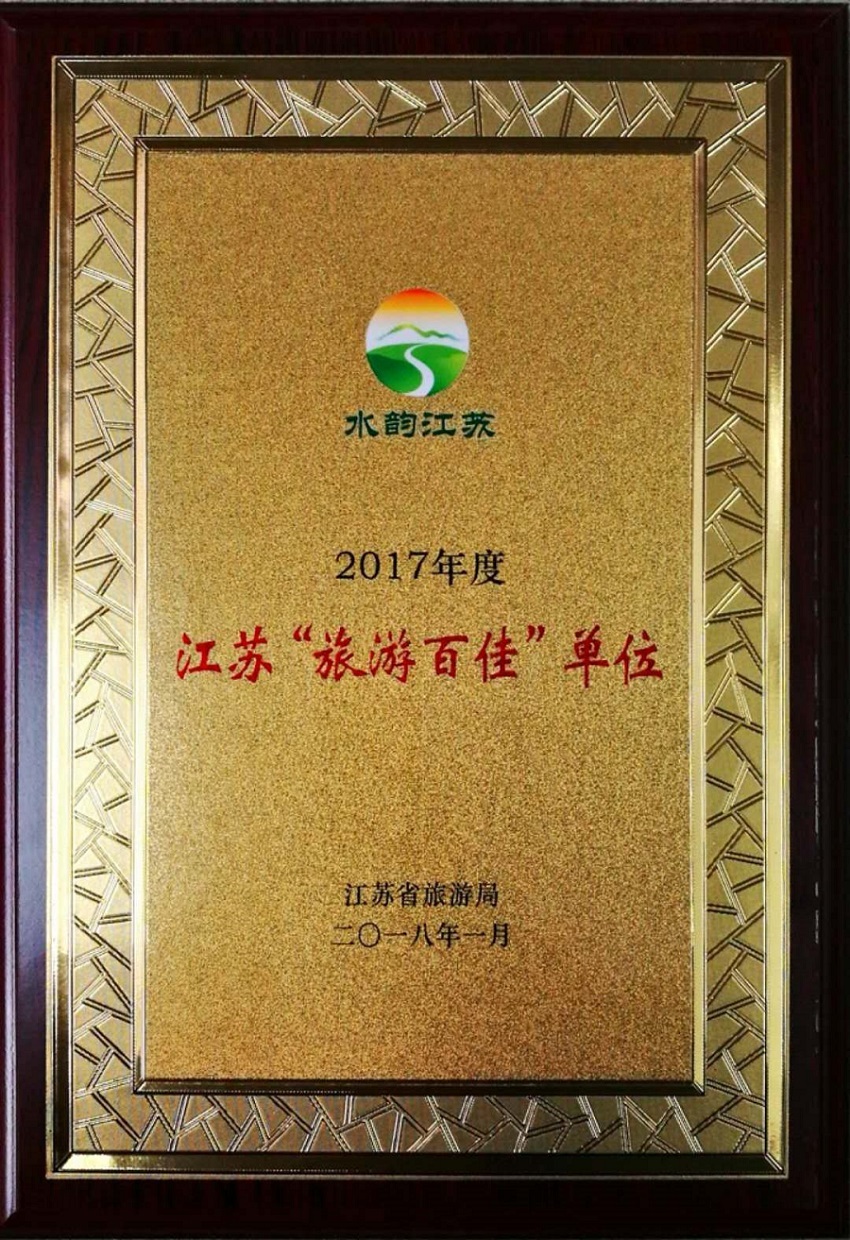 水韵江苏
2017年度
江苏“旅游百佳”单位
江苏省旅游局
二〇一八年一月